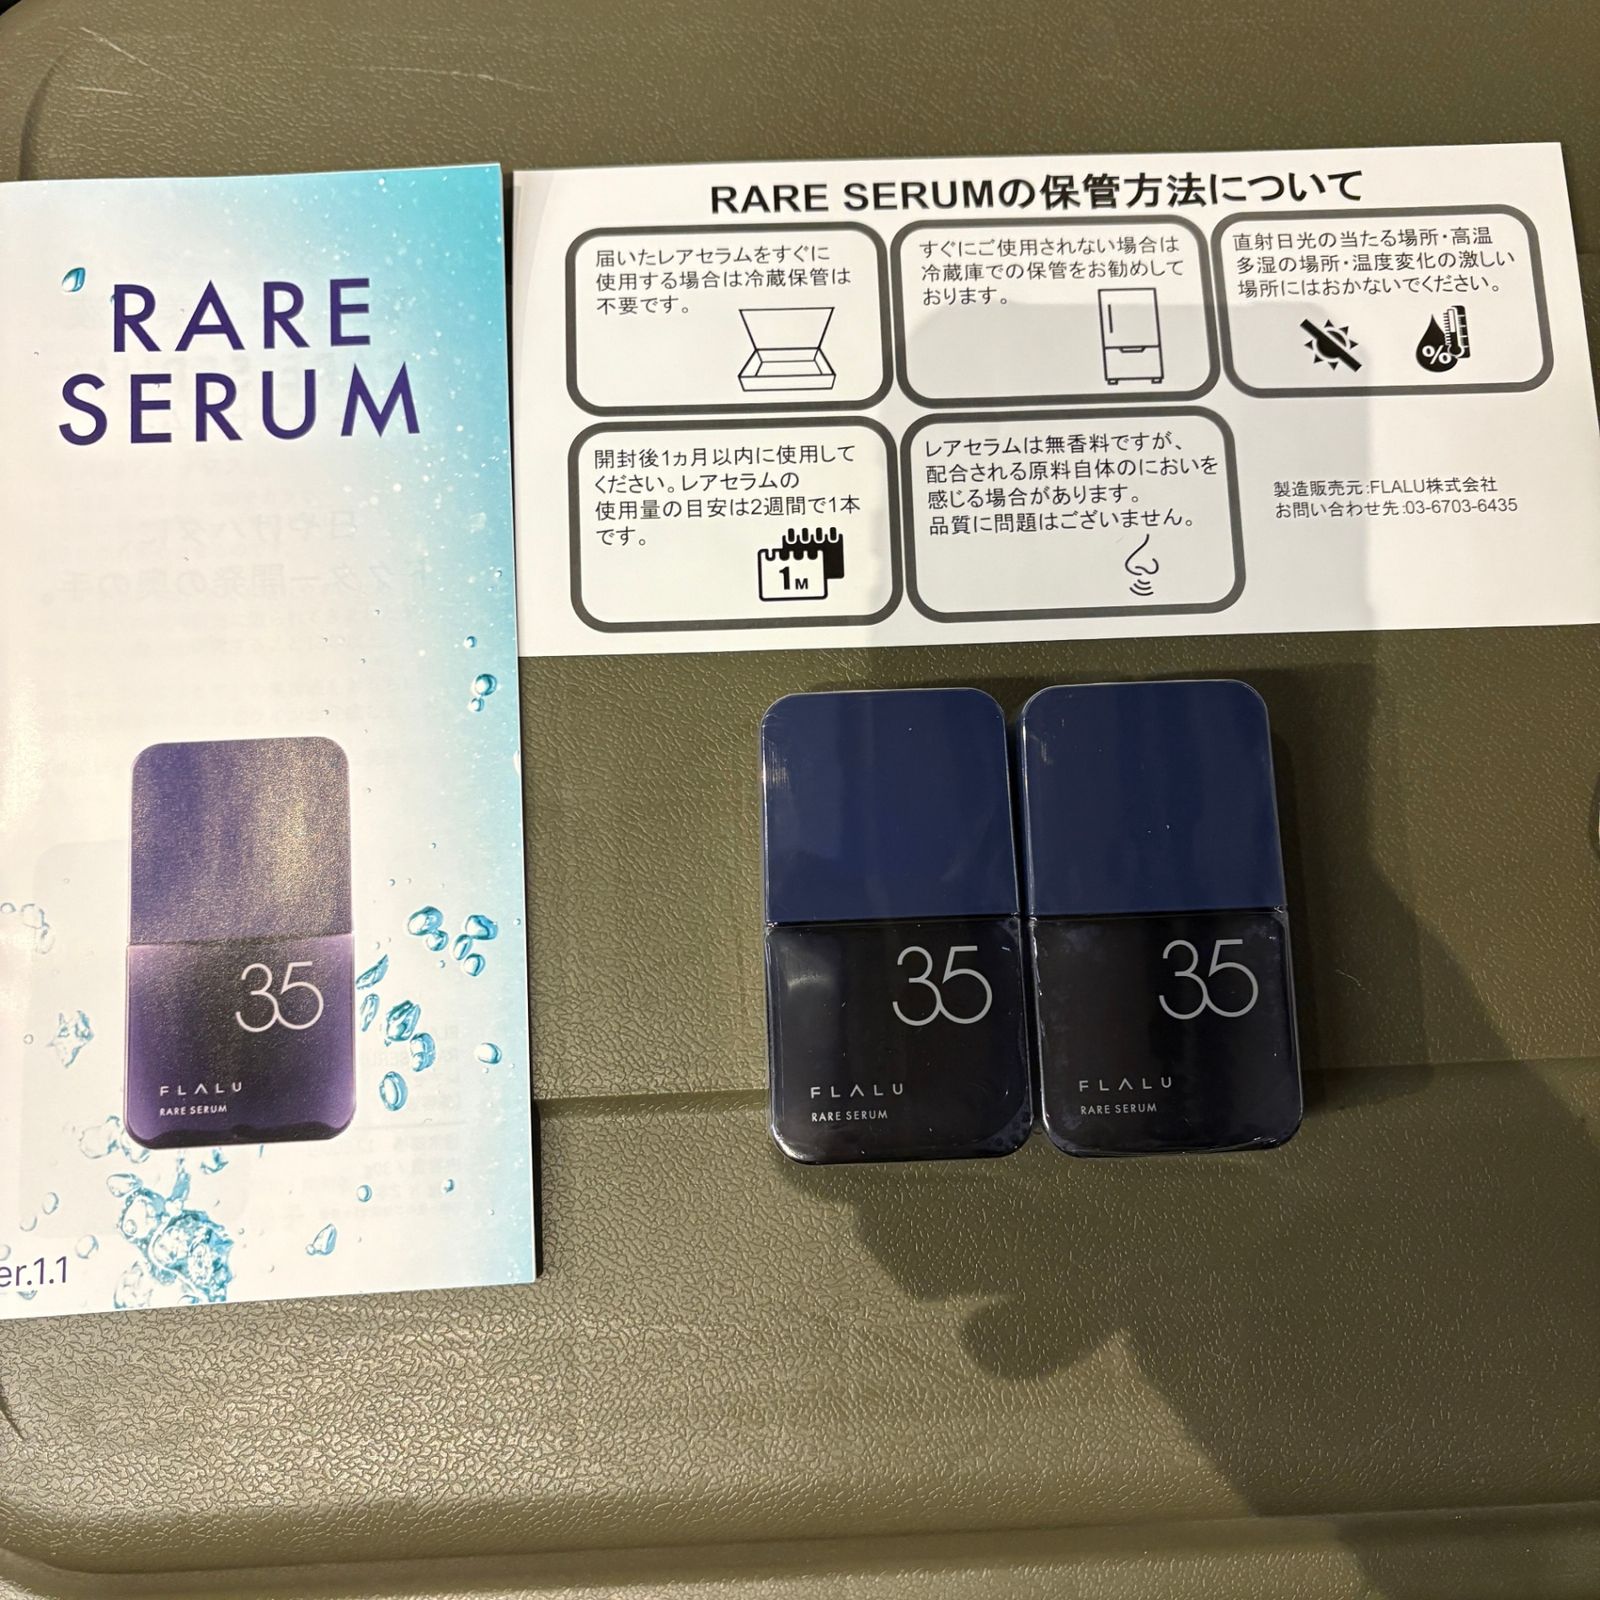 RARE
SERUM
35
FLALU
RARE SERUM
er.1.1
RARE SERUMの保管方法について
届いたレアセラムをすぐに
使用する場合は冷蔵保管は
不要です。
すぐにご使用されない場合は
冷蔵庫での保管をお勧めして
おります。
直射日光の当たる場所・高温
多湿の場所・温度変化の激しい
場所にはおかないでください。
%
開封後1ヵ月以内に使用して
ください。レアセラムの
使用量の目安は2週間で1本
です。
1M
レアセラムは無香料ですが、
配合される原料自体のにおいを
感じる場合があります。
品質に問題はございません。
製造販売元:FLALU株式会社
お問い合わせ先:03-6703-6435
35
FLALU
RARE SERUM
35
FLALU
RARE SERUM